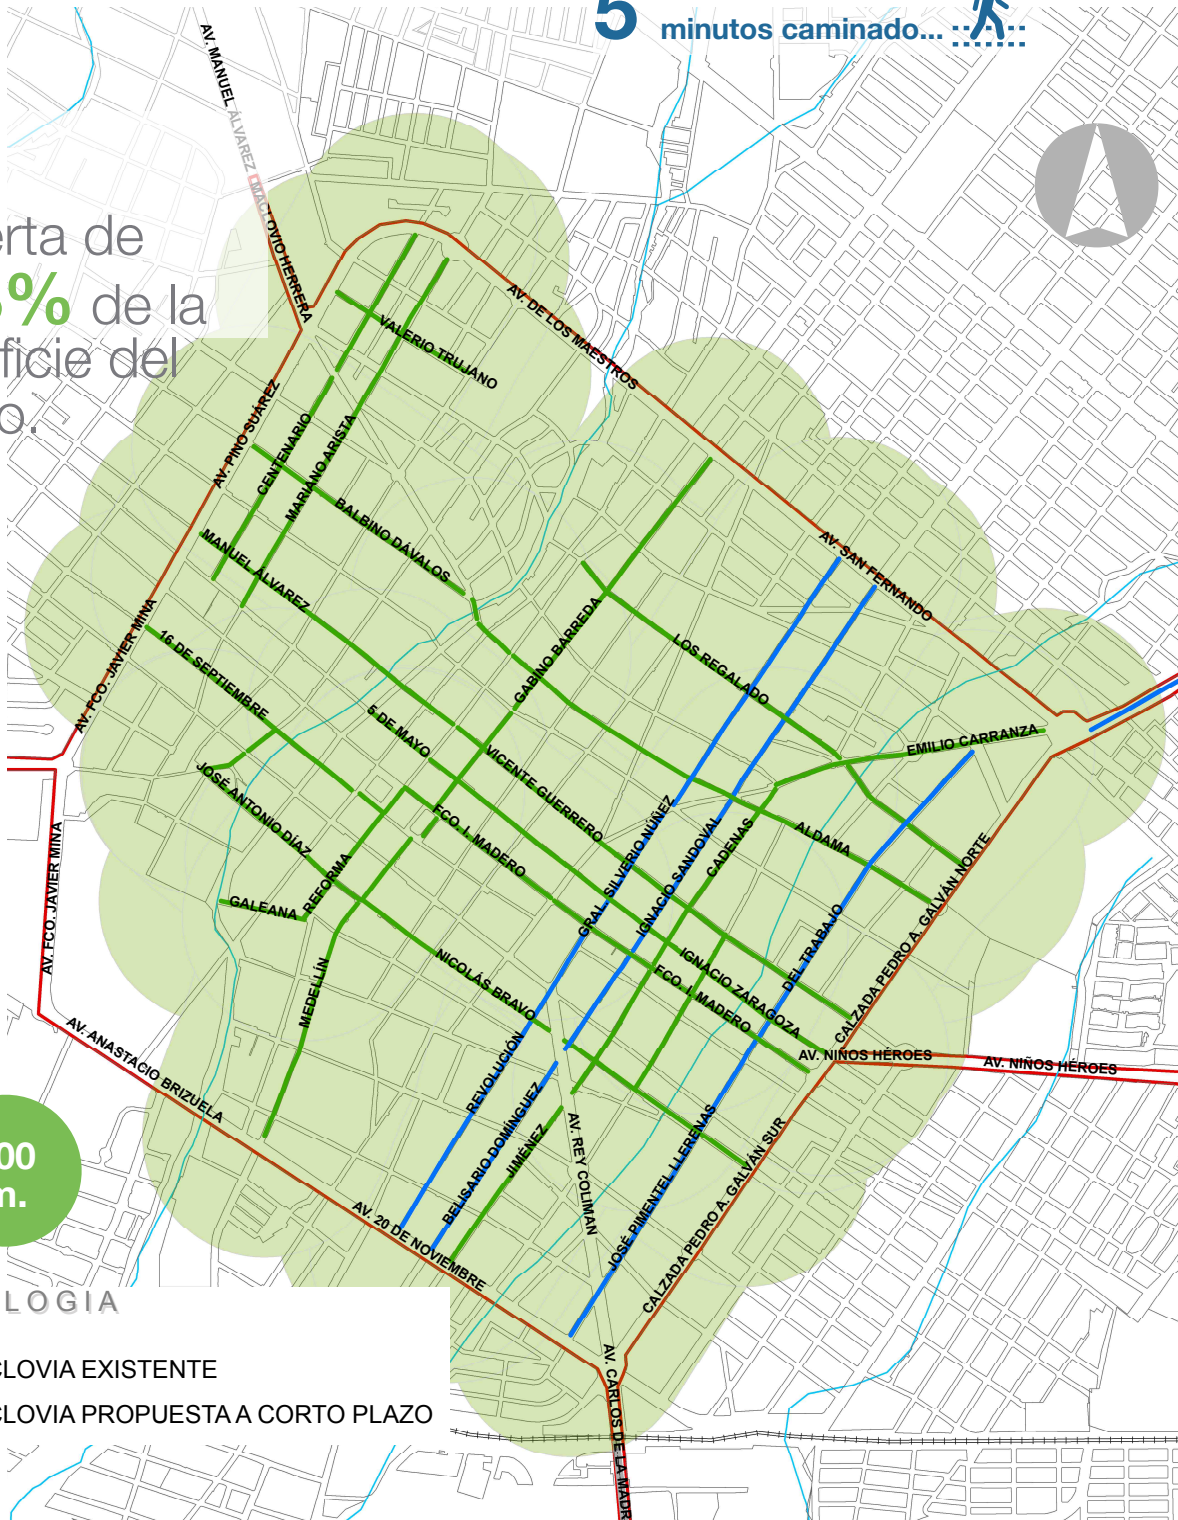 5 minutos caminado...
AV. MANUEL ÁLVAREZ
MACLOVIO HERRERA
erta de
% de la
ficie del
o.
AV. DE LOS MAESTROS
VALERIO TRUJANO
AV. PINO SUÁREZ
CENTENARIO
MARIANO ARISTA
BALBINO DÁVALOS
MANUEL ÁLVAREZ
AV. SAN FERNANDO
AV. FCO. JAVIER MINA
16 DE SEPTIEMBRE
GABINO BARREDA
LOS REGALADO
5 DE MAYO
EMILIO CARRANZA
VICENTE GUERRERO
JOSÉ ANTONIO DÍAZ
FCO. I. MADERO
GRAL. SILVERIO NÚÑEZ
IGNACIO SANDOVAL
CADENAS
ALDAMA
AV. FCO. JAVIER MINA
REFORMA
GALEANA
CALZADA PEDRO A. GALVÁN NORTE
MEDELLÍN
NICOLÁS BRAVO
DEL TRABAJO
IGNACIO ZARAGOZA
FCO. I. MADERO
AV. NIÑOS HÉROES
AV. NIÑOS HÉROES
AV. ANASTACIO BRIZUELA
REVOLUCIÓN
BELISARIO DOMÍNGUEZ
JIMÉNEZ
AV. REY COLIMAN
JOSÉ PIMENTEL LLERENAS
CALZADA PEDRO A. GALVÁN SUR
00
m.
AV. 20 DE NOVIEMBRE
LOGIA
CLOVIA EXISTENTE
CLOVIA PROPUESTA A CORTO PLAZO
AV. CARLOS DE LA MADR